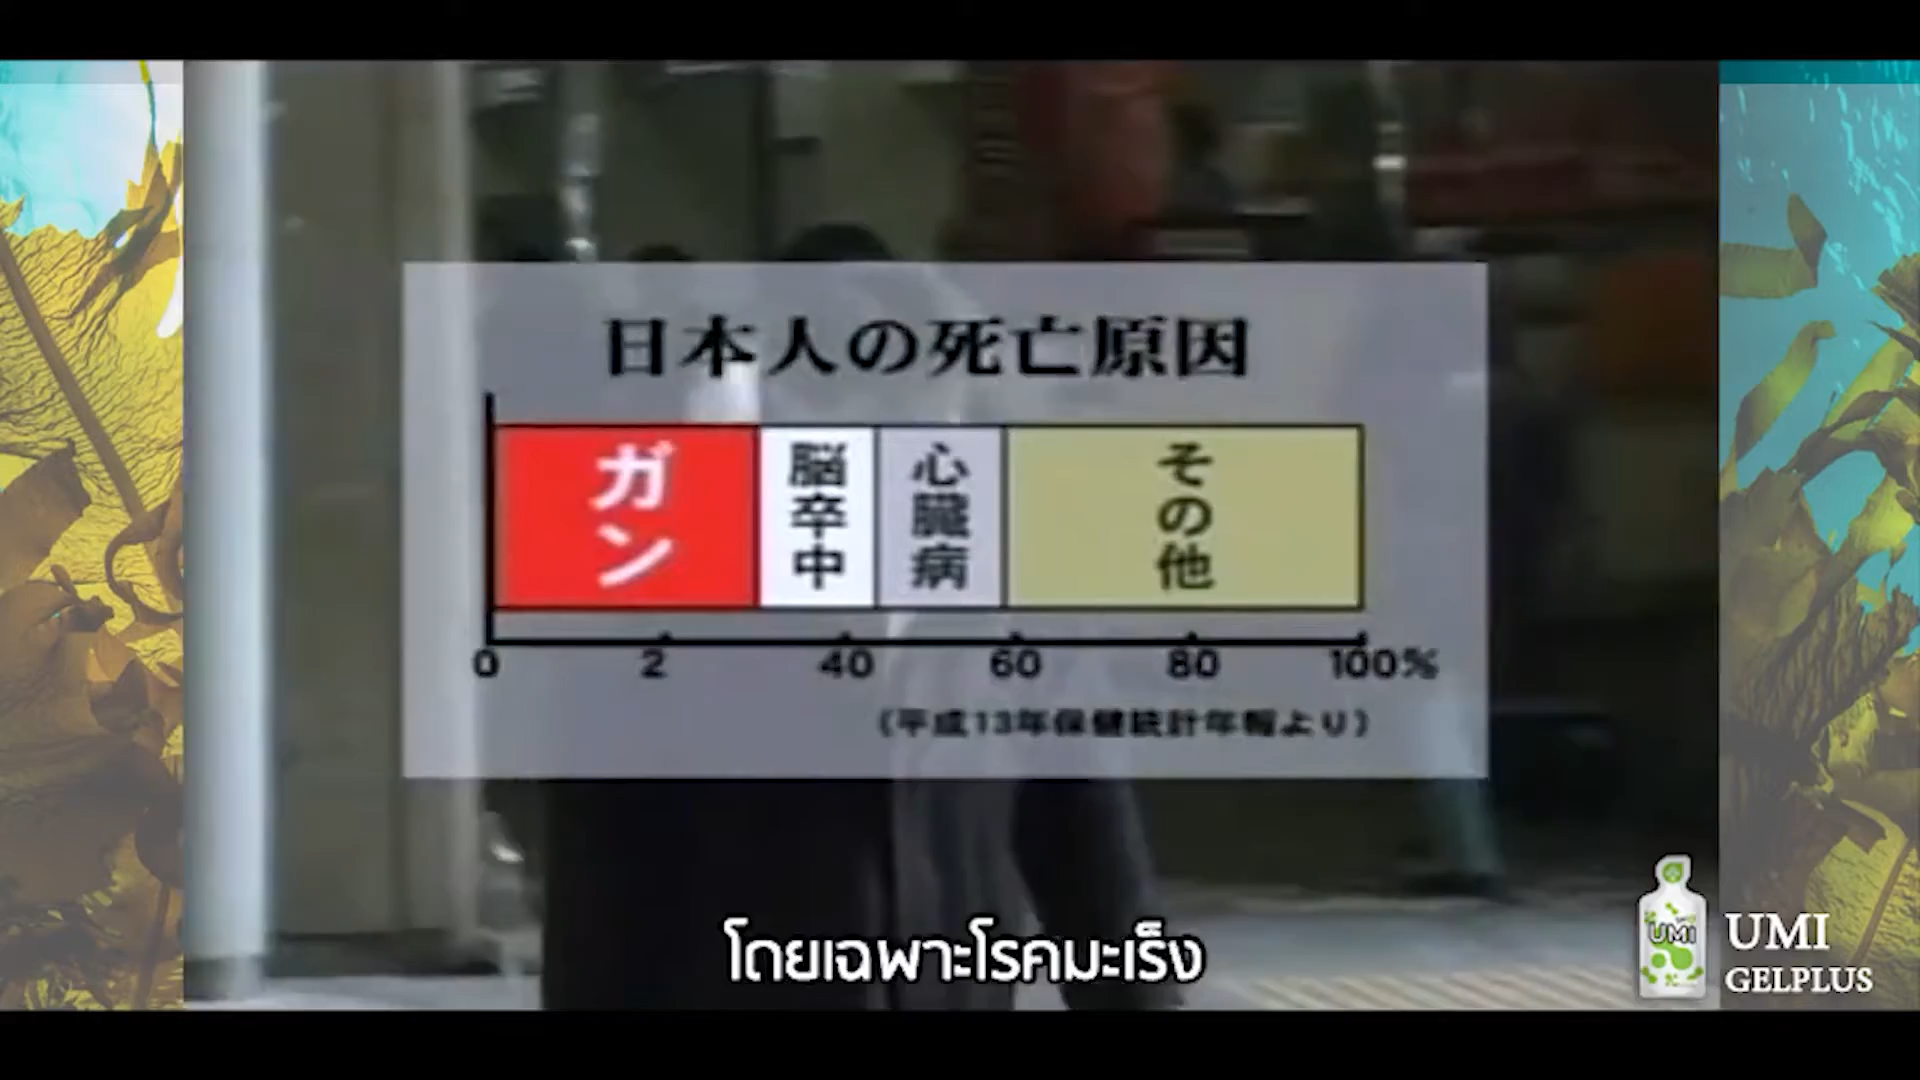 日本人の死亡原因
ガン
脳卒中
心臓病
その他
0 2 40 60 80 100%
(平成13年保健統計年報より)
โดยเฉพาะโรคมะเร็ง
UMI
UMI
GELPLUS